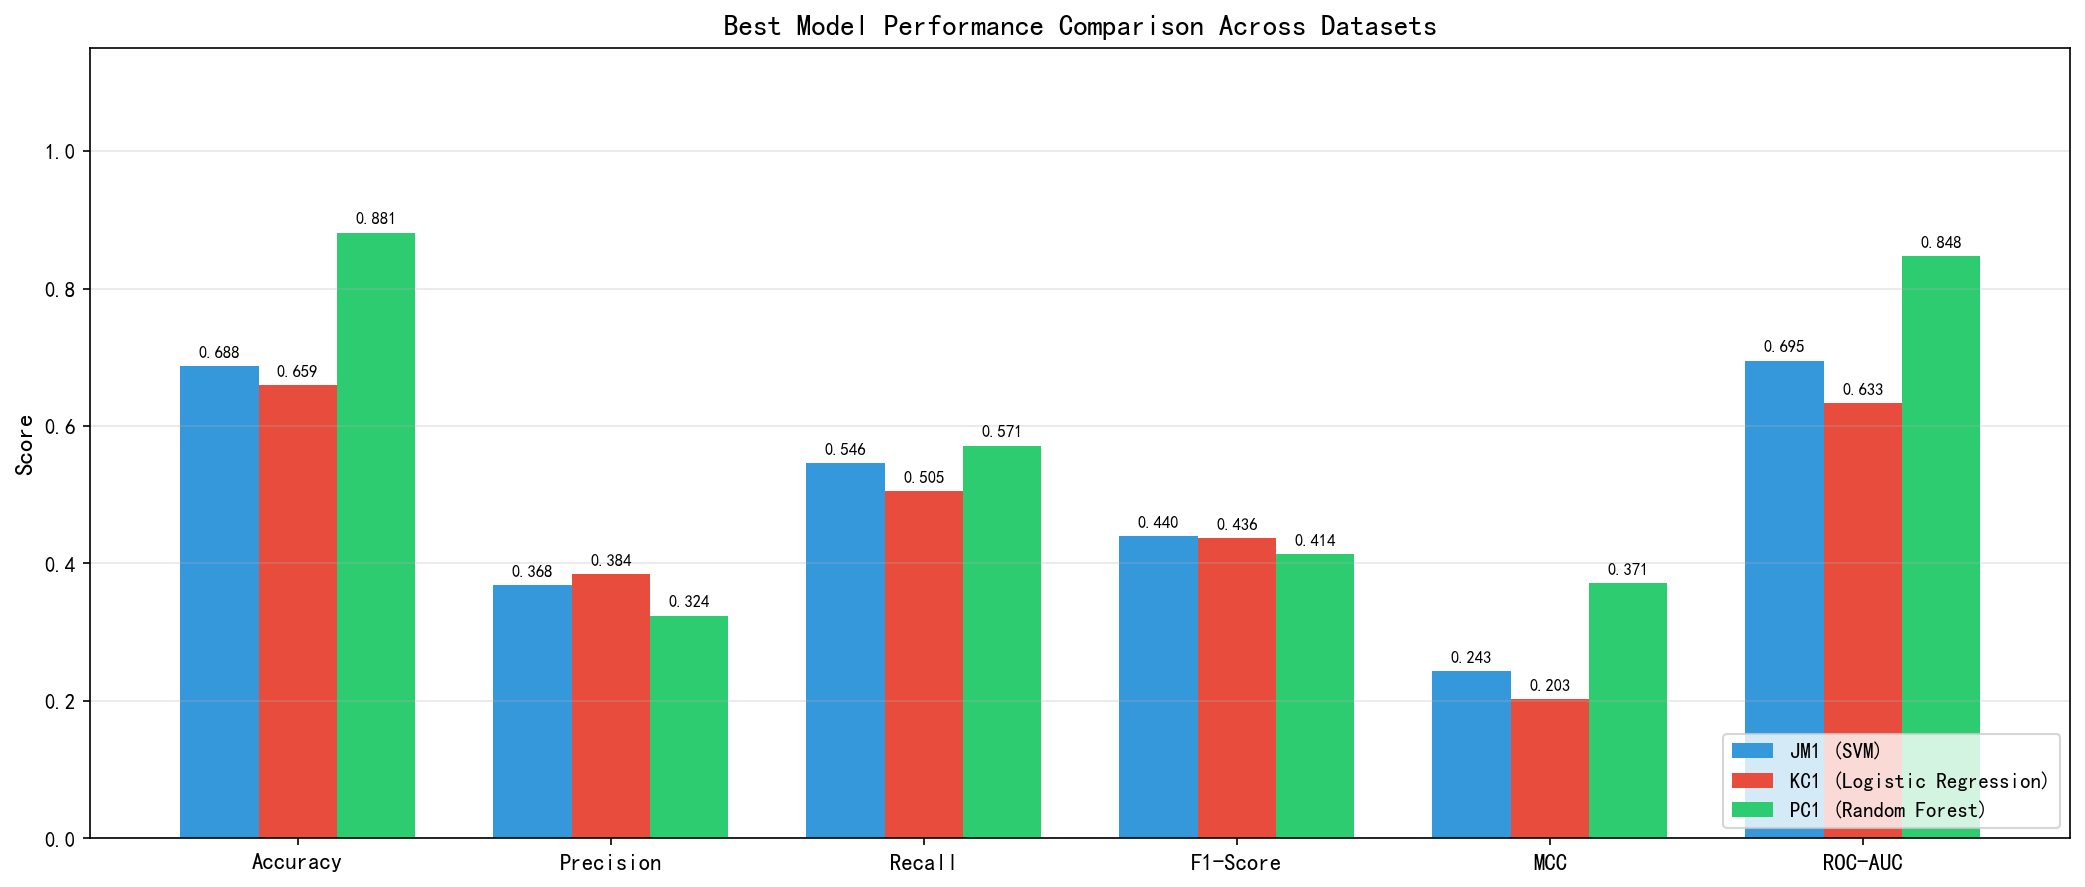 Best Model Performance Comparison Across Datasets
Score
1.0
0.8
0.6
0.4
0.2
0.0
0.688
0.659
0.881
0.368
0.384
0.324
0.546
0.505
0.571
0.440
0.436
0.414
0.243
0.203
0.371
0.695
0.633
0.848
Accuracy
Precision
Recall
F1-Score
MCC
ROC-AUC
JM1 (SVM)
KC1 (Logistic Regression)
PC1 (Random Forest)